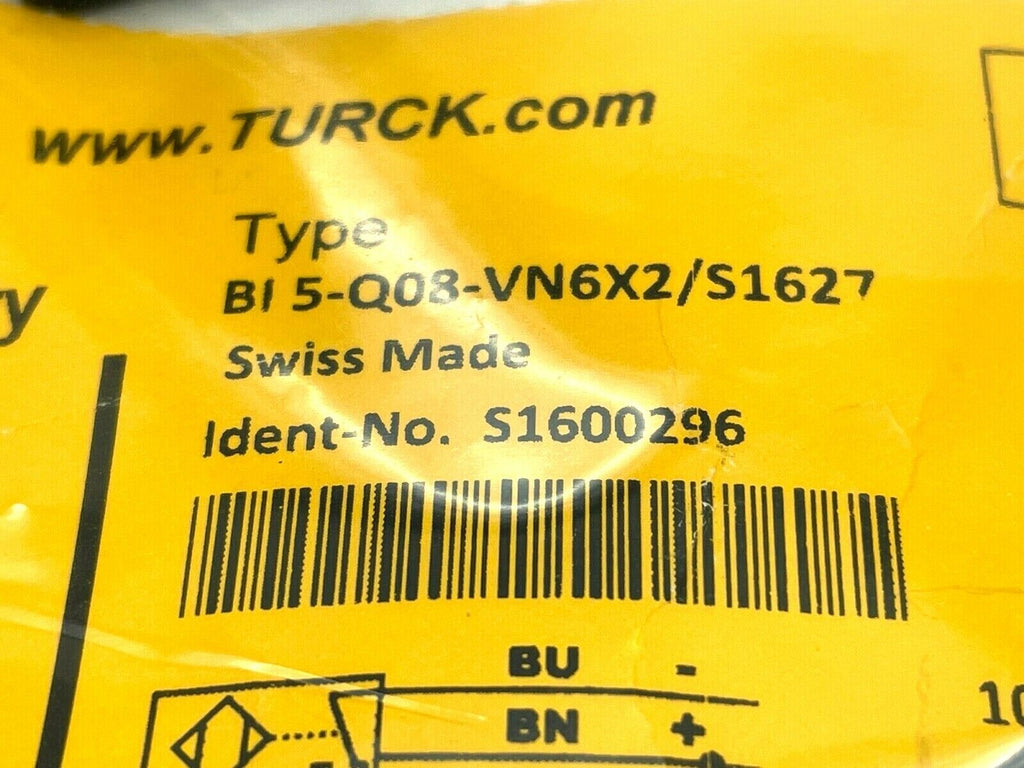 www.TURCK.com
Type
BI 5-Q08-VN6X2/S1627
Swiss Made
Ident-No. S1600296
BU -
BN +